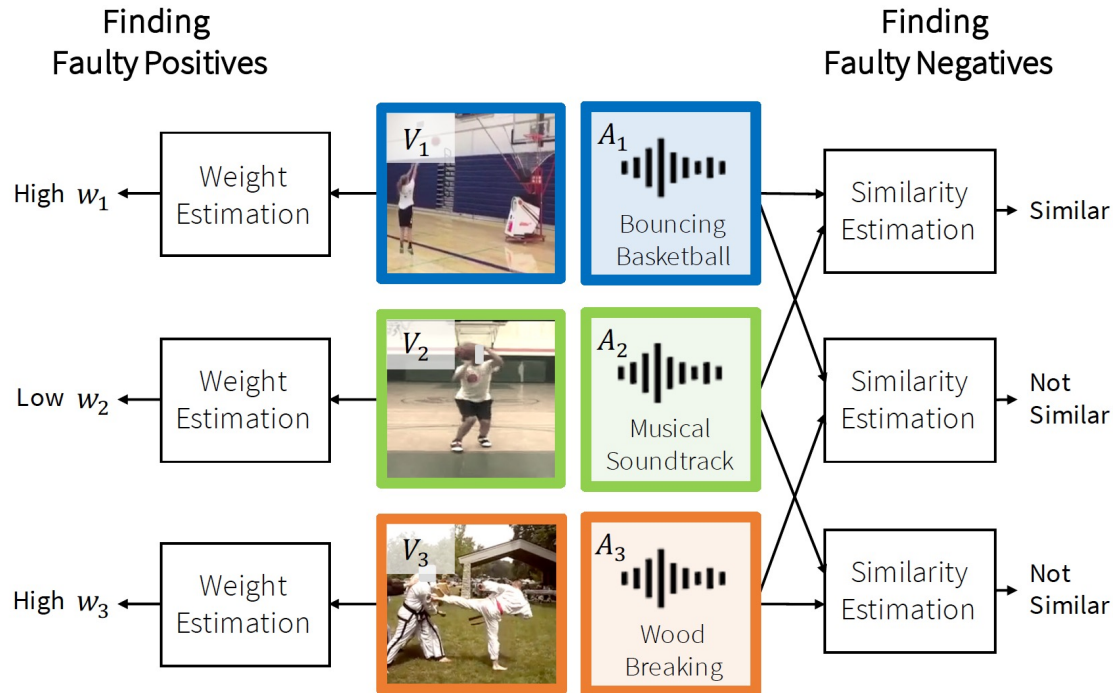 Finding
Faulty Positives
Finding
Faulty Negatives
High w₁
Weight
Estimation
V₁
A₁
Bouncing
Basketball
Similarity
Estimation
Similar
Low w₂
Weight
Estimation
V₂
A₂
Musical
Soundtrack
Similarity
Estimation
Not
Similar
High w₃
Weight
Estimation
V₃
A₃
Wood
Breaking
Similarity
Estimation
Not
Similar